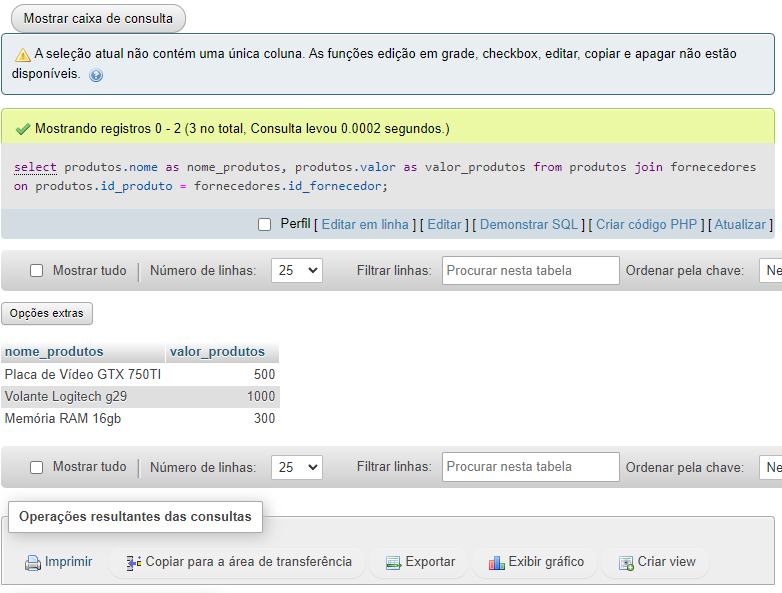 Mostrar caixa de consulta
A seleção atual não contém uma única coluna. As funções edição em grade, checkbox, editar, copiar e apagar não estão
disponíveis.
Mostrando registros 0 - 2 (3 no total, Consulta levou 0.0002 segundos.)
select produtos.nome as nome_produtos, produtos.valor as valor_produtos from produtos join fornecedores
on produtos.id_produto = fornecedores.id_fornecedor;
Perfil [ Editar em linha ] [ Editar ] [ Demonstrar SQL ] [ Criar código PHP ] [ Atualizar ]
Mostrar tudo | Número de linhas: 25 Filtrar linhas: Procurar nesta tabela Ordenar pela chave: Ne
Opções extras
nome_produtos valor_produtos
Placa de Vídeo GTX 750TI 500
Volante Logitech g29 1000
Memória RAM 16gb 300
Mostrar tudo | Número de linhas: 25 Filtrar linhas: Procurar nesta tabela Ordenar pela chave: Ne
Operações resultantes das consultas
Imprimir Copiar para a área de transferência Exportar Exibir gráfico Criar view